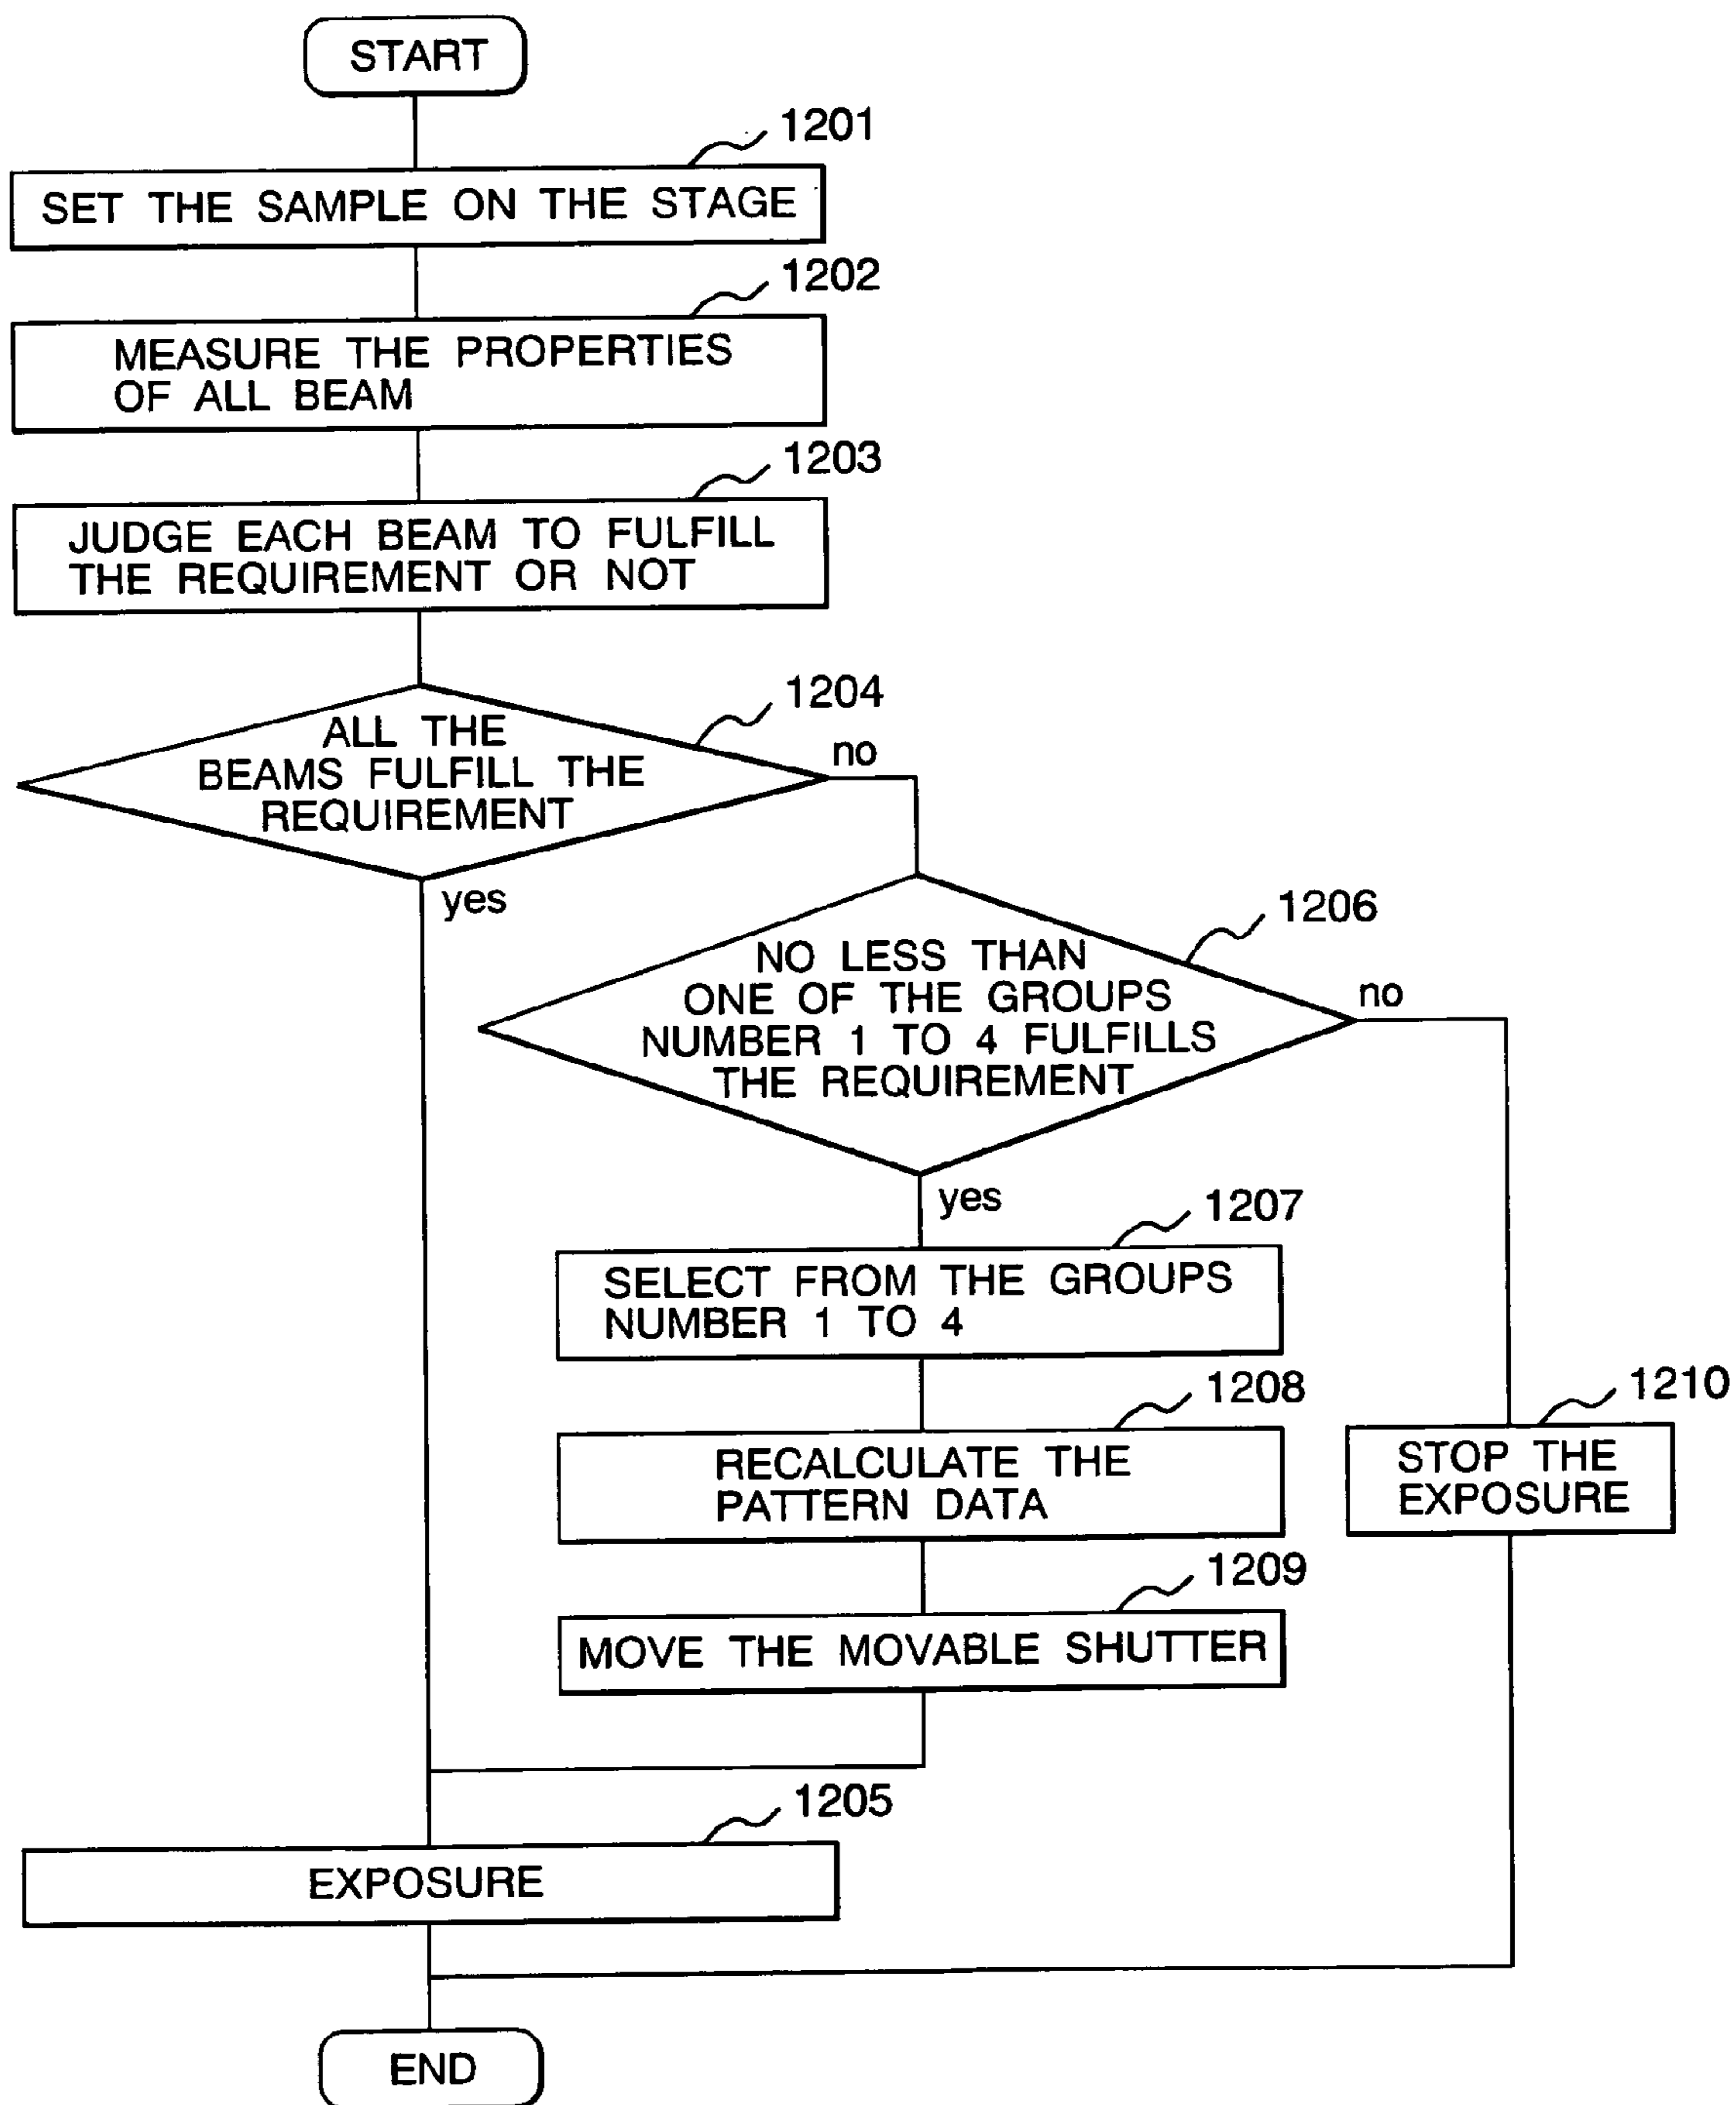 START
1201
SET THE SAMPLE ON THE STAGE
1202
MEASURE THE PROPERTIES
OF ALL BEAM
1203
JUDGE EACH BEAM TO FULFILL
THE REQUIREMENT OR NOT
1204
ALL THE
BEAMS FULFILL THE
REQUIREMENT
no
yes
1206
NO LESS THAN
ONE OF THE GROUPS
NUMBER 1 TO 4 FULFILLS
THE REQUIREMENT
no
yes
1207
SELECT FROM THE GROUPS
NUMBER 1 TO 4
1208
RECALCULATE THE
PATTERN DATA
1210
STOP THE
EXPOSURE
1209
MOVE THE MOVABLE SHUTTER
1205
EXPOSURE
END